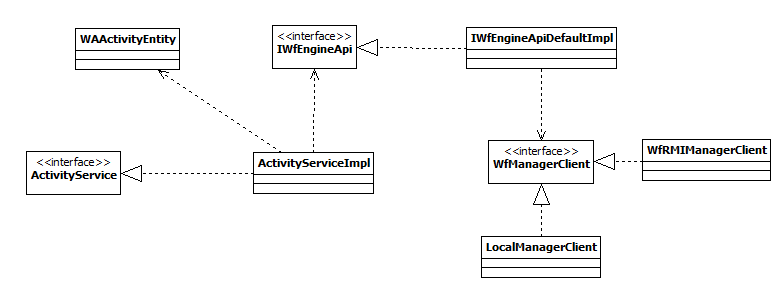 WAActivityEntity
<<interface>>
IWfEngineApi
IWfEngineApiDefaultImpl
<<interface>>
ActivityService
ActivityServiceImpl
<<interface>>
WfManagerClient
WfRMIManagerClient
LocalManagerClient